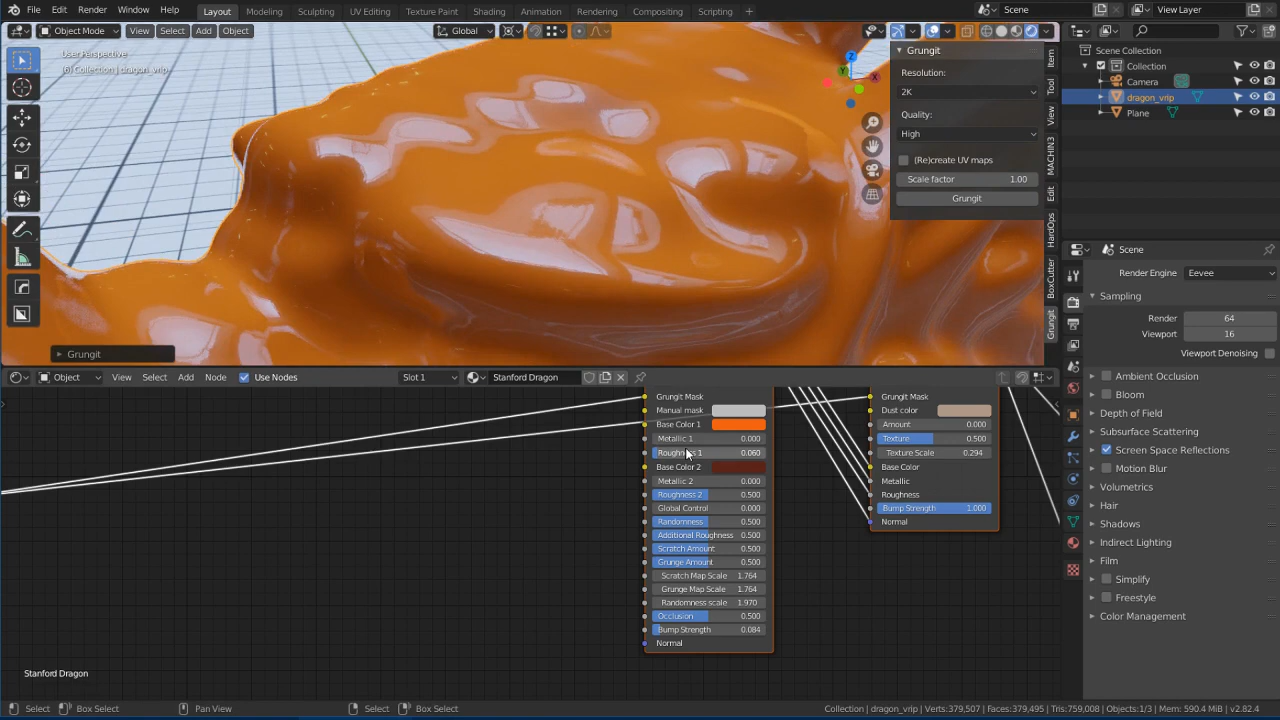 File Edit Render Window Help Layout Modeling Sculpting UV Editing Texture Paint Shading Animation Rendering Compositing Scripting Scene View Layer
Object Mode View Select Add Object Global
User Perspective
(6) Collection | dragon_vrip
Grungit
Resolution:
2K
Quality:
High
(Re)create UV maps
Scale factor 1.00
Grungit
Item
Tool
View
MACHIN3
Edit
HardOps
BoxCutter
Grungit
Grungit
Scene Collection
Collection
Camera
dragon_vrip
Plane
Scene
Render Engine Eevee
Sampling
Render 64
Viewport 16
Viewport Denoising
Ambient Occlusion
Bloom
Depth of Field
Subsurface Scattering
Screen Space Reflections
Motion Blur
Volumetrics
Hair
Shadows
Indirect Lighting
Film
Simplify
Freestyle
Color Management
Object View Select Add Node Use Nodes Slot 1 Stanford Dragon
Grungit Mask
Manual mask
Base Color 1
Metallic 1 0.000
Roughness 1 0.060
Base Color 2
Metallic 2 0.000
Roughness 2 0.500
Global Control 0.000
Randomness 0.500
Additional Roughness 0.500
Scratch Amount 0.500
Grunge Amount 0.500
Scratch Map Scale 1.764
Grunge Map Scale 1.764
Randomness scale 1.970
Occlusion 0.500
Bump Strength 0.084
Normal
Grungit Mask
Dust color
Amount 0.000
Texture 0.500
Texture Scale 0.294
Base Color
Metallic
Roughness
Bump Strength 1.000
Normal
Stanford Dragon
Select Box Select Pan View Select Box Select Collection | dragon_vrip | Verts:379,507 | Faces:379,495 | Tris:759,008 | Objects:1/3 | Mem: 590.4 MiB | v2.82.4